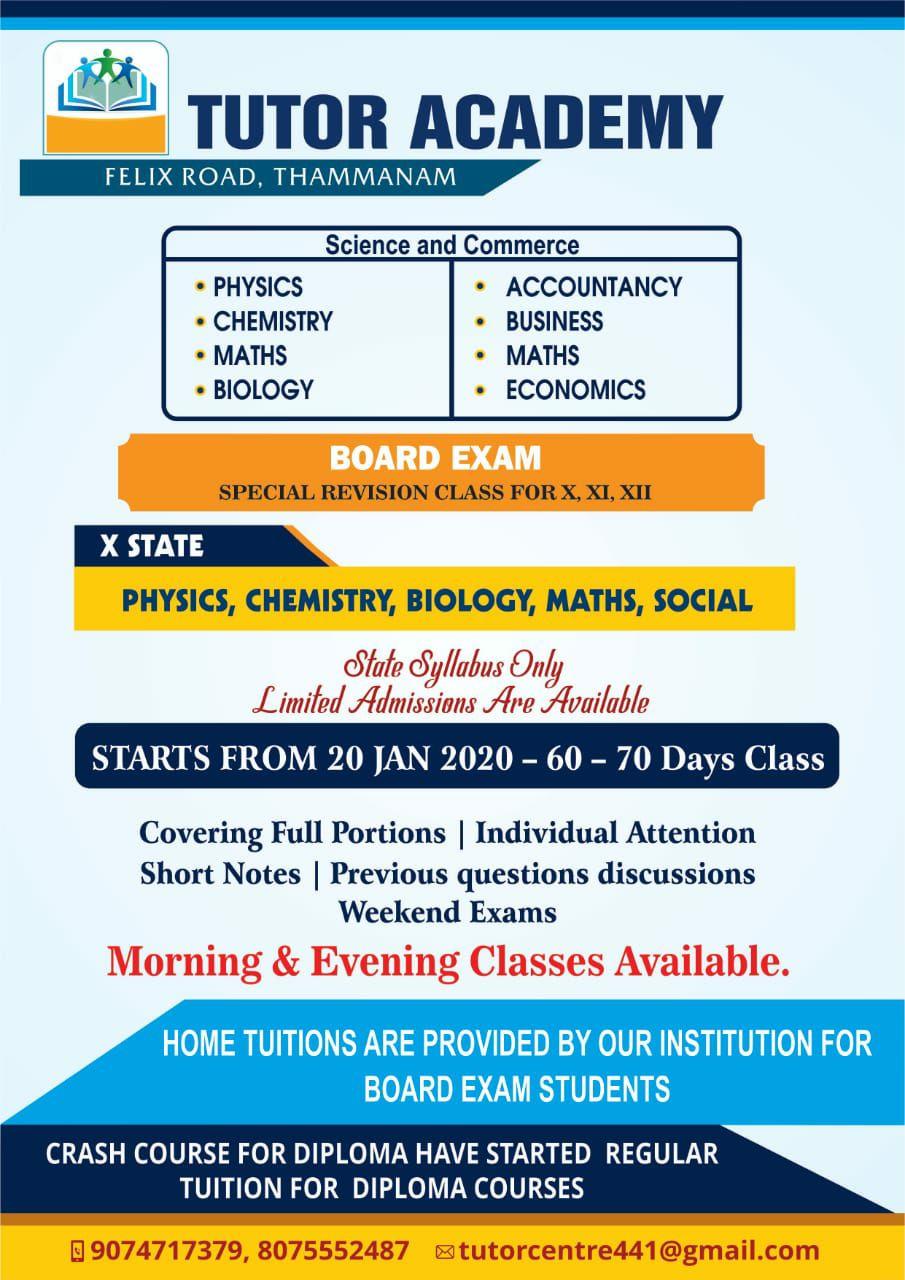 TUTOR ACADEMY
FELIX ROAD, THAMMANAM
Science and Commerce
• PHYSICS
• CHEMISTRY
• MATHS
• BIOLOGY
• ACCOUNTANCY
• BUSINESS
• MATHS
• ECONOMICS
BOARD EXAM
SPECIAL REVISION CLASS FOR X, XI, XII
X STATE
PHYSICS, CHEMISTRY, BIOLOGY, MATHS, SOCIAL
State Syllabus Only
Limited Admissions Are Available
STARTS FROM 20 JAN 2020 – 60 – 70 Days Class
Covering Full Portions | Individual Attention
Short Notes | Previous questions discussions
Weekend Exams
Morning & Evening Classes Available.
HOME TUITIONS ARE PROVIDED BY OUR INSTITUTION FOR
BOARD EXAM STUDENTS
CRASH COURSE FOR DIPLOMA HAVE STARTED REGULAR
TUITION FOR DIPLOMA COURSES
9074717379, 8075552487 tutorcentre441@gmail.com